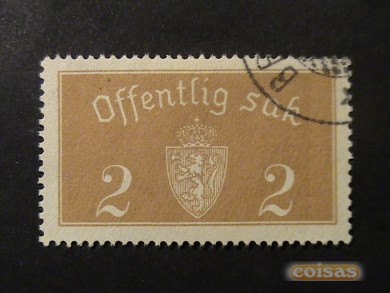 Offentlig sak
2 2
coisas